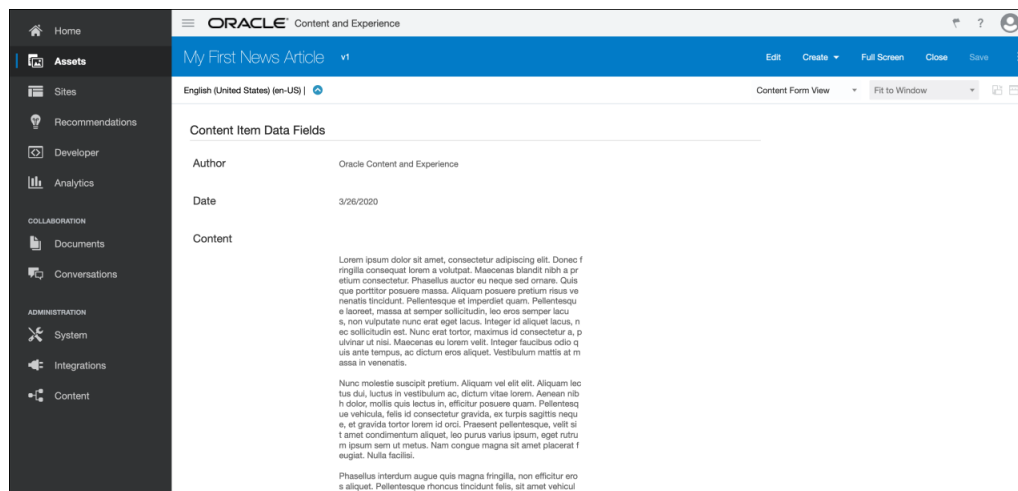 Home
Assets
Sites
Recommendations
Developer
Analytics
COLLABORATION
Documents
Conversations
ADMINISTRATION
System
Integrations
Content
ORACLE® Content and Experience
?
My First News Article v1
Edit Create Full Screen Close Save
English (United States) (en-US) |
Content Form View Fit to Window
Content Item Data Fields
Author Oracle Content and Experience
Date 3/26/2020
Content
Lorem ipsum dolor sit amet, consectetur adipiscing elit. Donec f
ringilla consequat lorem a volutpat. Maecenas blandit nibh a pr
etium consectetur. Phasellus auctor eu neque sed ornare. Quis
que porttitor posuere massa. Aliquam posuere pretium risus ve
nenatis tincidunt. Pellentesque et imperdiet quam. Pellentesqu
e laoreet, massa at semper sollicitudin, leo eros semper lacu
s, non vulputate nunc erat eget lacus. Integer id aliquet lacus, n
ec sollicitudin est. Nunc erat tortor, maximus id consectetur a, p
ulvinar ut nisi. Maecenas eu lorem velit. Integer faucibus odio q
uis ante tempus, ac dictum eros aliquet. Vestibulum mattis at m
assa in venenatis.
Nunc molestie suscipit pretium. Aliquam vel elit elit. Aliquam lec
tus dui, luctus in vestibulum ac, dictum vitae lorem. Aenean nib
h dolor, mollis quis lectus in, efficitur posuere quam. Pellentesq
ue vehicula, felis id consectetur gravida, ex turpis sagittis nequ
e, et gravida tortor lorem id orci. Praesent pellentesque, velit si
t amet condimentum aliquet, leo purus varius ipsum, eget rutru
m ipsum sem ut metus. Nam congue magna sit amet placerat f
eugiat. Nulla facilisi.
Phasellus interdum augue quis magna fringilla, non efficitur ero
s aliquet. Pellentesque rhoncus tincidunt felis, sit amet vehicul